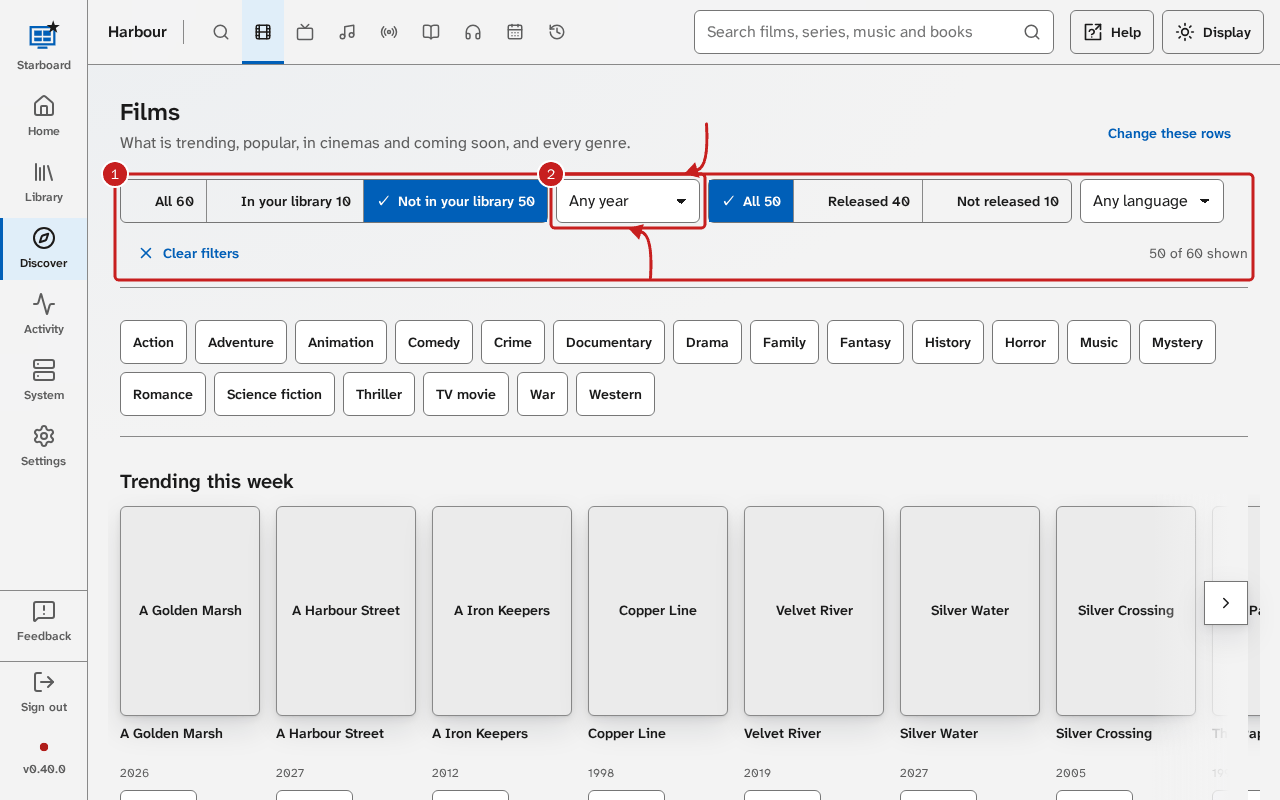 Starboard
Home
Library
Discover
Activity
System
Settings
Feedback
Sign out
v0.40.0
Harbour
Search films, series, music and books
Help
Display
Films
What is trending, popular, in cinemas and coming soon, and every genre.
Change these rows
1
2
All 60
In your library 10
✓ Not in your library 50
Any year
✓ All 50
Released 40
Not released 10
Any language
Clear filters
50 of 60 shown
Action
Adventure
Animation
Comedy
Crime
Documentary
Drama
Family
Fantasy
History
Horror
Music
Mystery
Romance
Science fiction
Thriller
TV movie
War
Western
Trending this week
A Golden Marsh
A Harbour Street
A Iron Keepers
Copper Line
Velvet River
Silver Water
Silver Crossing
A Golden Marsh
A Harbour Street
A Iron Keepers
Copper Line
Velvet River
Silver Water
Silver Crossing
2026
2027
2012
1998
2019
2027
2005